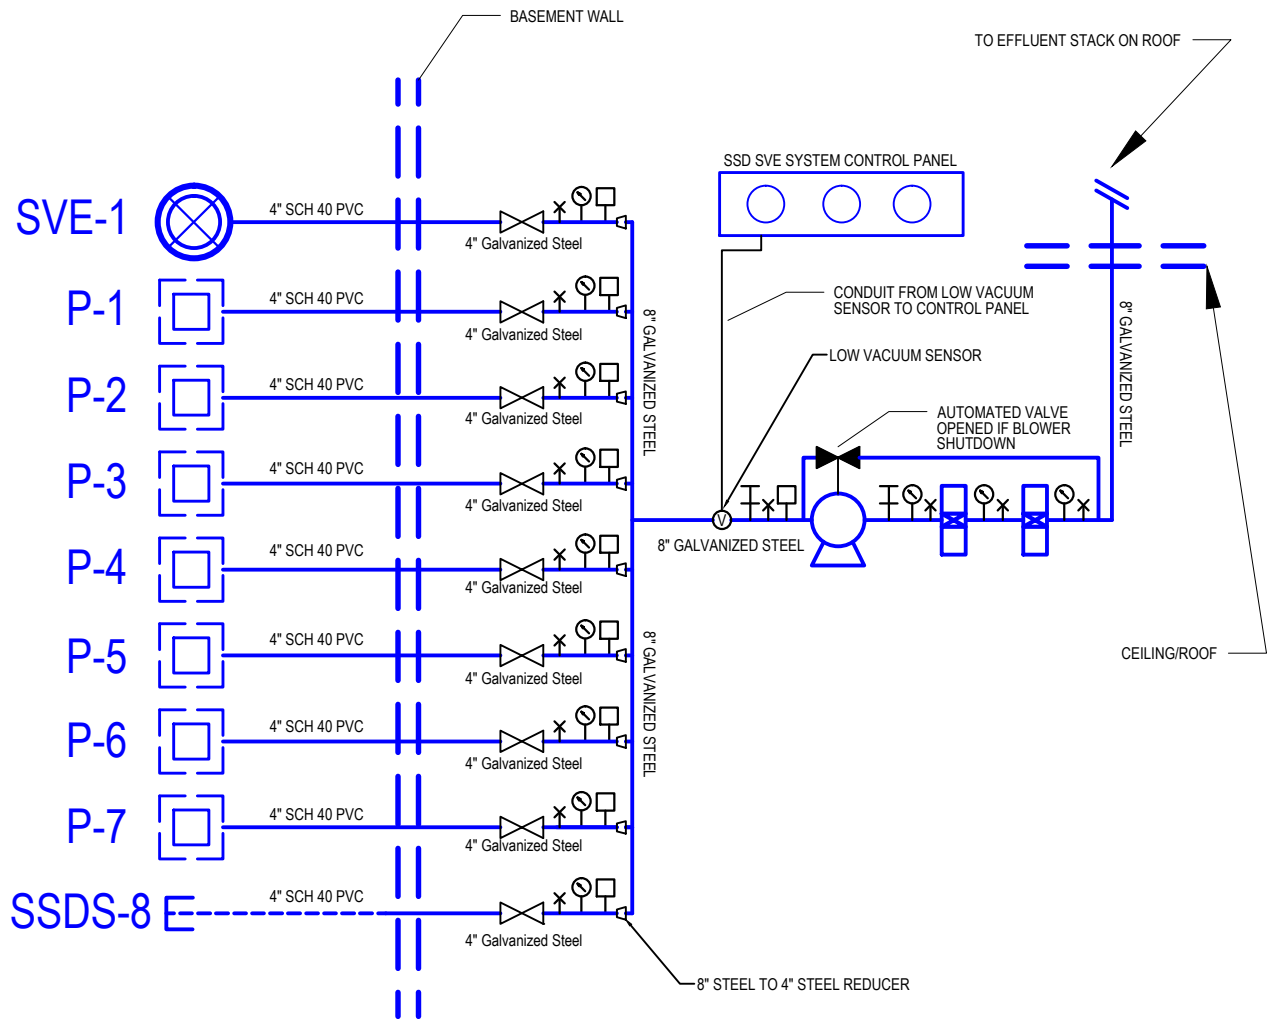 BASEMENT WALL
TO EFFLUENT STACK ON ROOF
SSD SVE SYSTEM CONTROL PANEL
SVE-1
4" SCH 40 PVC
4" Galvanized Steel
P-1
4" SCH 40 PVC
4" Galvanized Steel
8" GALVANIZED STEEL
CONDUIT FROM LOW VACUUM
SENSOR TO CONTROL PANEL
8" GALVANIZED STEEL
LOW VACUUM SENSOR
P-2
4" SCH 40 PVC
4" Galvanized Steel
AUTOMATED VALVE
OPENED IF BLOWER
SHUTDOWN
P-3
4" SCH 40 PVC
4" Galvanized Steel
V
8" GALVANIZED STEEL
P-4
4" SCH 40 PVC
4" Galvanized Steel
P-5
4" SCH 40 PVC
4" Galvanized Steel
8" GALVANIZED STEEL
CEILING/ROOF
P-6
4" SCH 40 PVC
4" Galvanized Steel
P-7
4" SCH 40 PVC
4" Galvanized Steel
SSDS-8
4" SCH 40 PVC
4" Galvanized Steel
8" STEEL TO 4" STEEL REDUCER